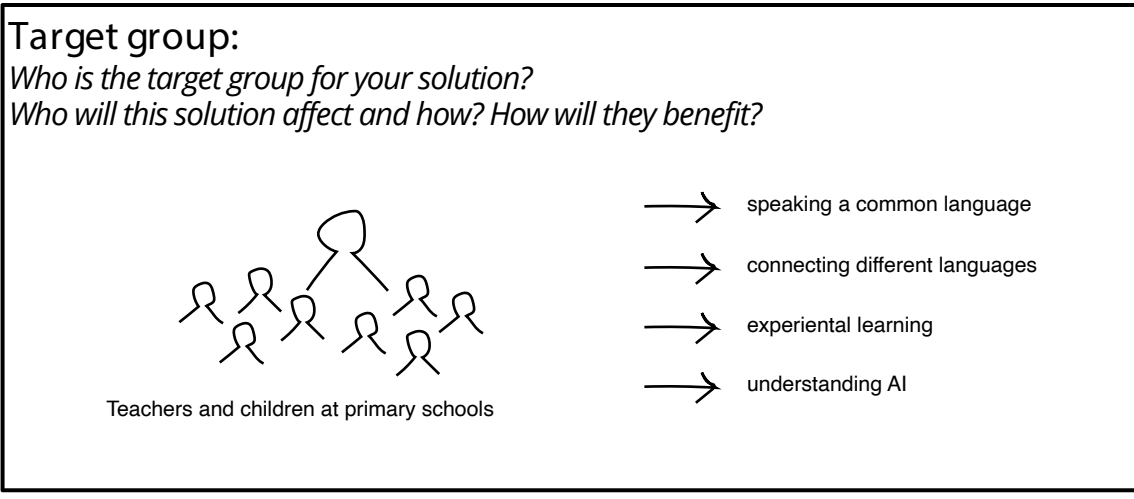 Target group:
Who is the target group for your solution?
Who will this solution affect and how? How will they benefit?
speaking a common language
connecting different languages
experiental learning
understanding AI
Teachers and children at primary schools